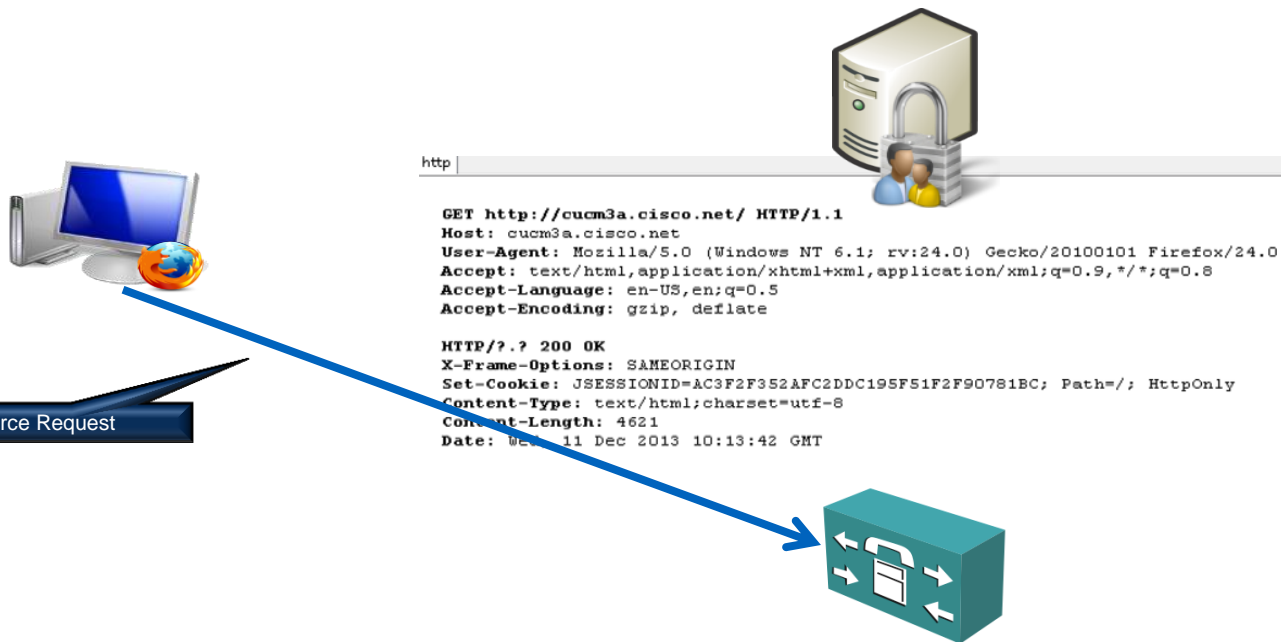 http
GET http://cucm3a.cisco.net/ HTTP/1.1
Host: cucm3a.cisco.net
User-Agent: Mozilla/5.0 (Windows NT 6.1; rv:24.0) Gecko/20100101 Firefox/24.0
Accept: text/html,application/xhtml+xml,application/xml;q=0.9,*/*;q=0.8
Accept-Language: en-US,en;q=0.5
Accept-Encoding: gzip, deflate
HTTP/?.? 200 OK
X-Frame-Options: SAMEORIGIN
Set-Cookie: JSESSIONID=AC3F2F352AFC2DDC195F51F2F90781BC; Path=/; HttpOnly
Content-Type: text/html;charset=utf-8
rce Request
Content-Length: 4621
Date: Wed, 11 Dec 2013 10:13:42 GMT